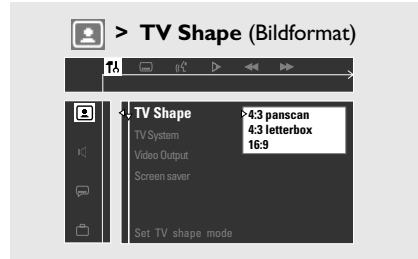 > TV Shape (Bildformat)
TV Shape
4:3 panscan
4:3 letterbox
16:9
TV System
Video Output
Screen saver
Set TV shape mode